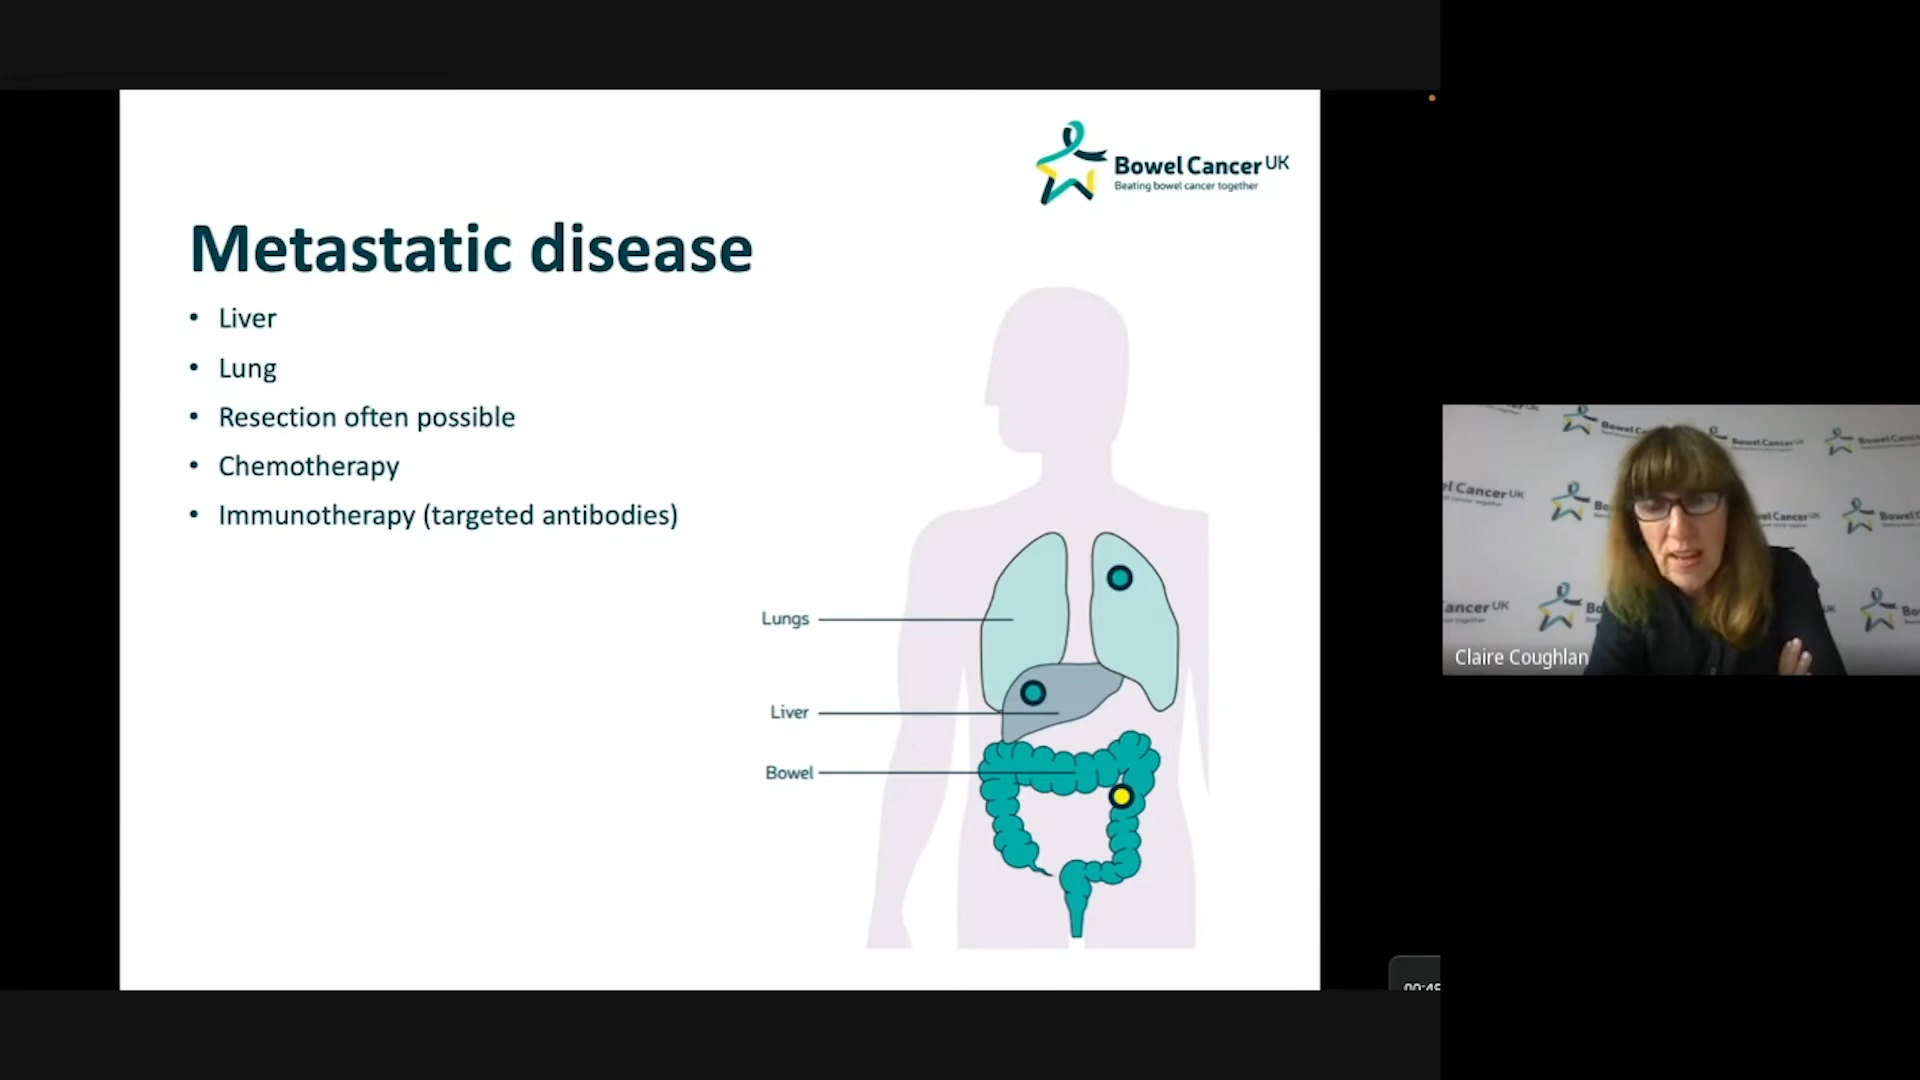 Bowel Cancer UK
Beating bowel cancer together
Metastatic disease
• Liver
• Lung
• Resection often possible
• Chemotherapy
• Immunotherapy (targeted antibodies)
Lungs
Liver
Bowel
Claire Coughlan